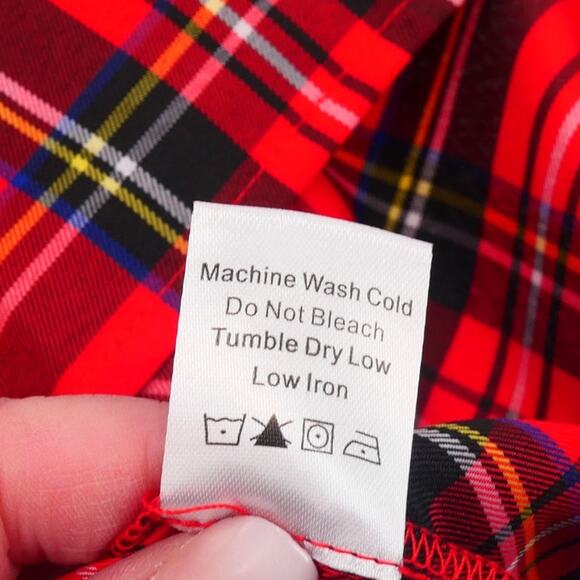 Machine Wash Cold
Do Not Bleach
Tumble Dry Low
Low Iron